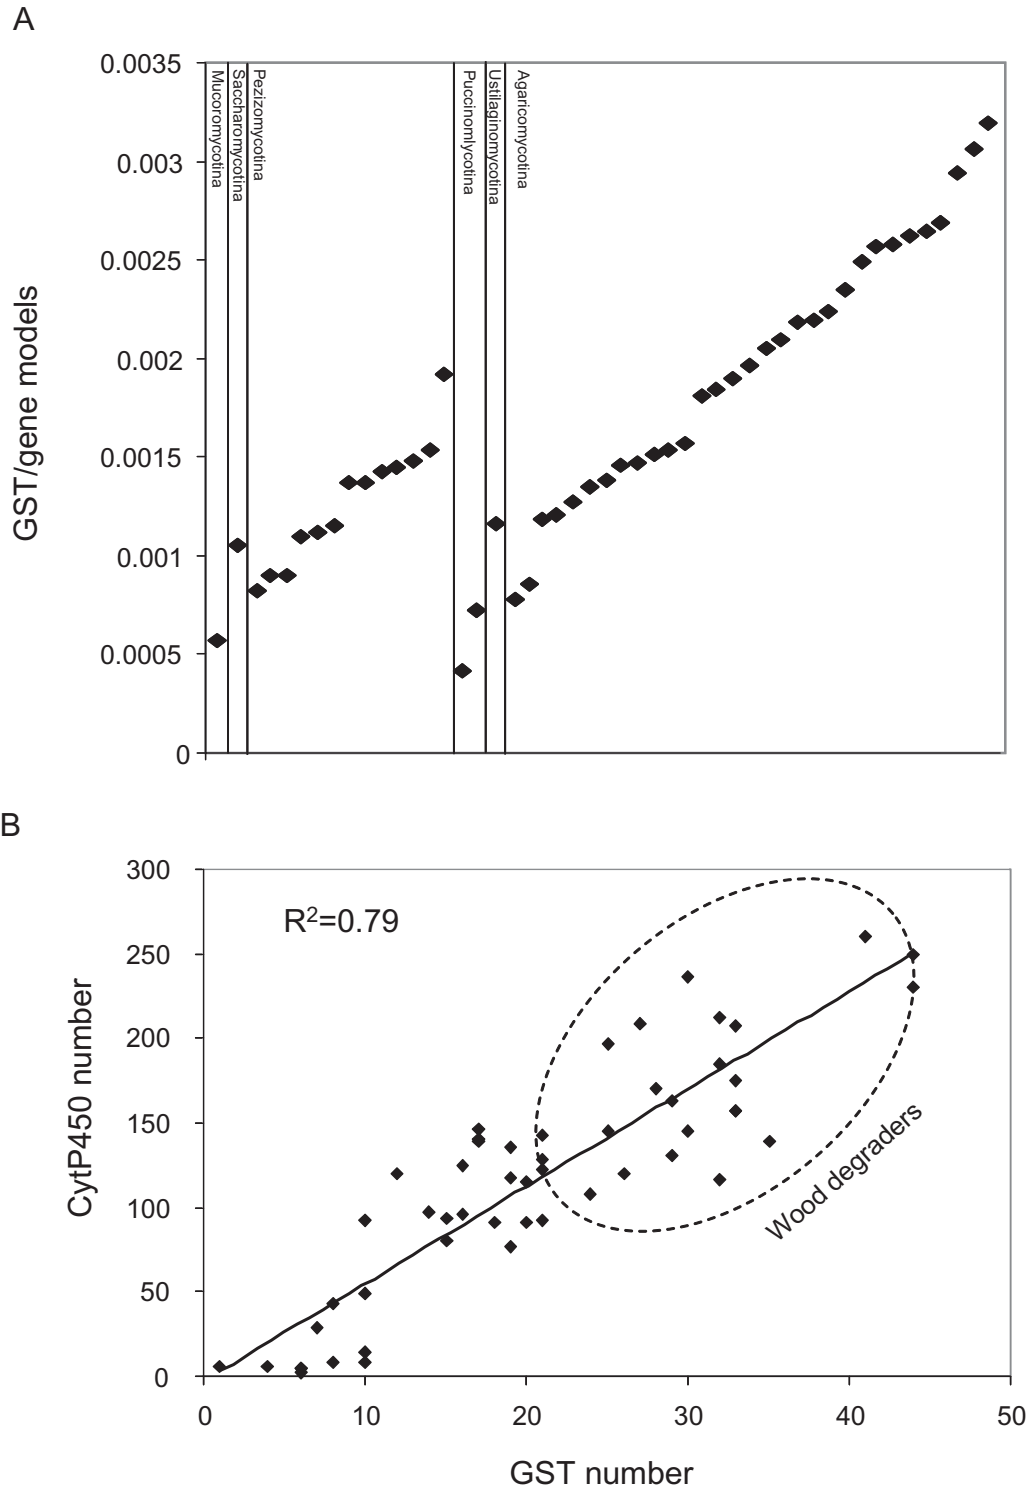 A
0.0035
0.003
0.0025
0.002
0.0015
0.001
0.0005
0
GST/gene models
Mucoromycotina
Saccharomycotina
Pezizomycotina
Puccinomlycotina
Ustilaginomycotina
Agaricomycotina
B
300
250
200
150
100
50
0
CytP450 number
R²=0.79
Wood degraders
0 10 20 30 40 50
GST number